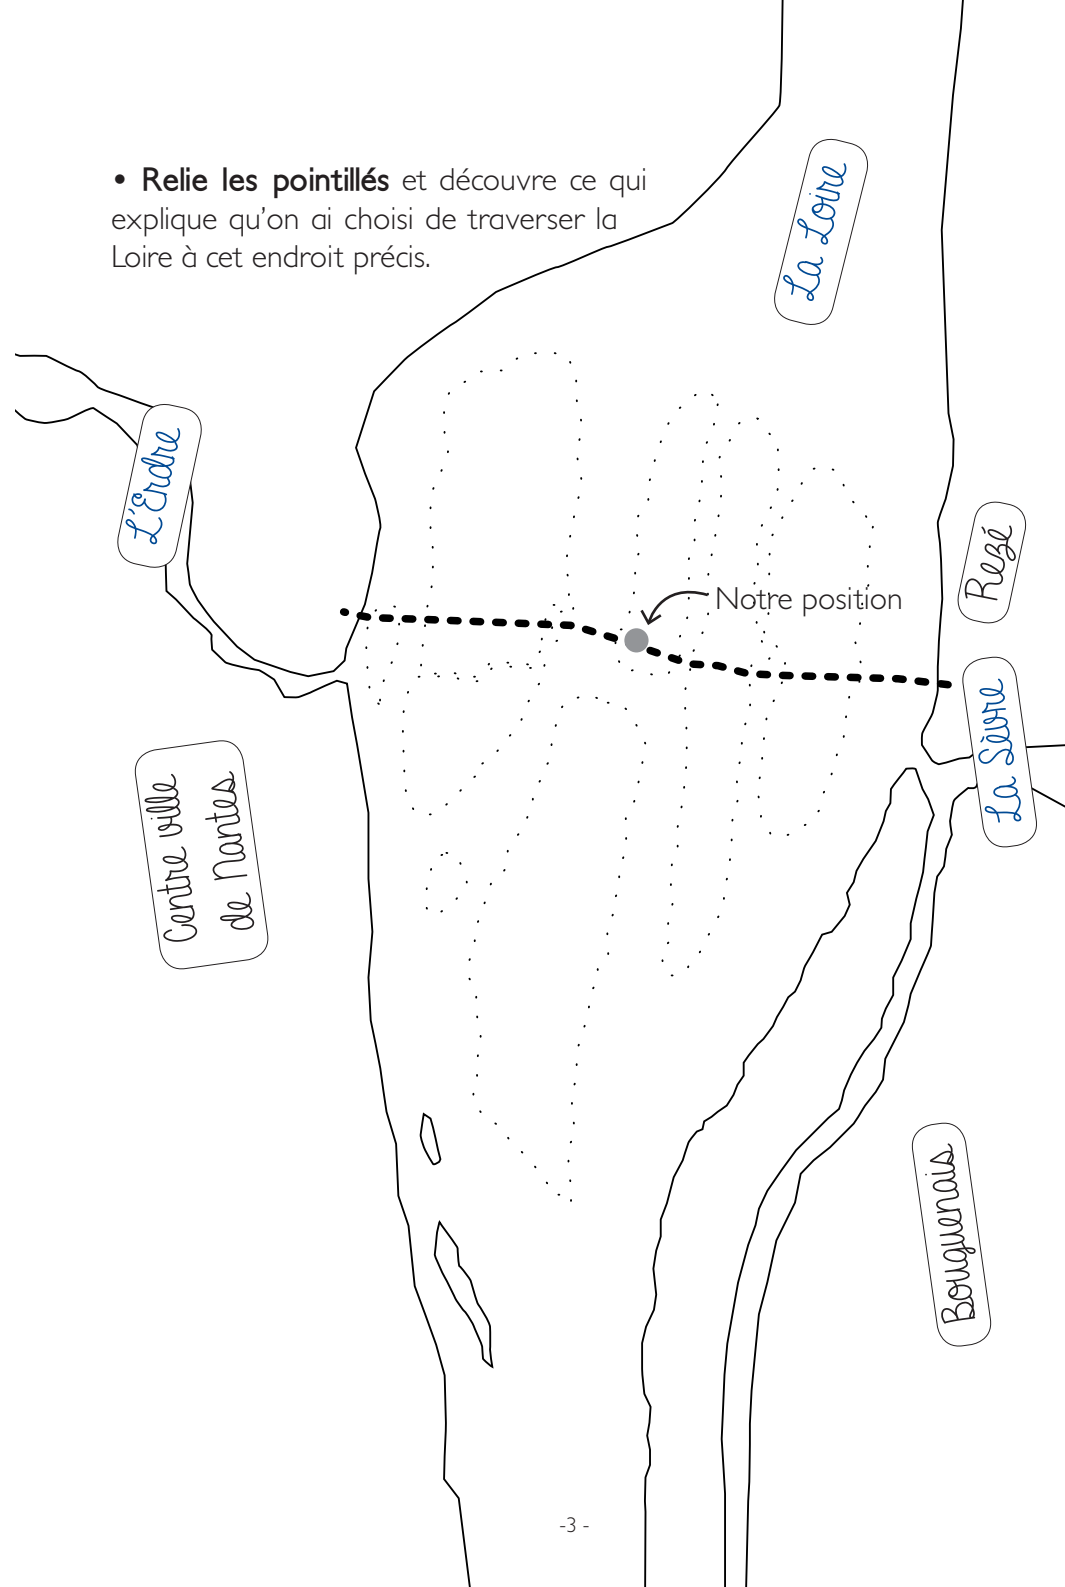 • Relie les pointillés et découvre ce qui
explique qu'on ai choisi de traverser la
Loire à cet endroit précis.
La Loire
L'Erdre
Rezé
Notre position
La Sèvre
Centre ville
de Nantes
Bouguenais
-3 -